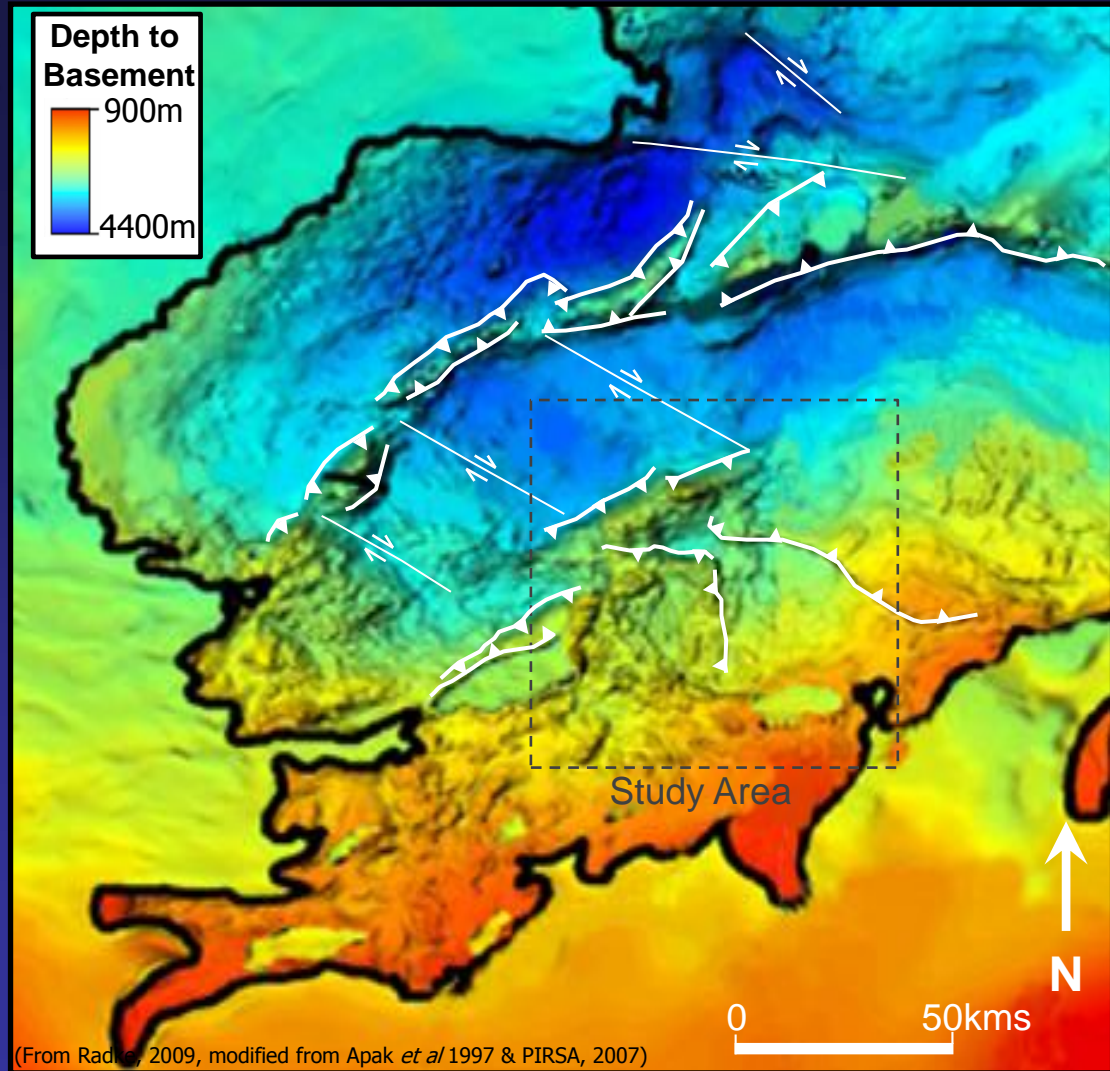 Depth to
Basement
900m
4400m
Study Area
N
0 50kms
(From Radke, 2009, modified from Apak et al 1997 & PIRSA, 2007)